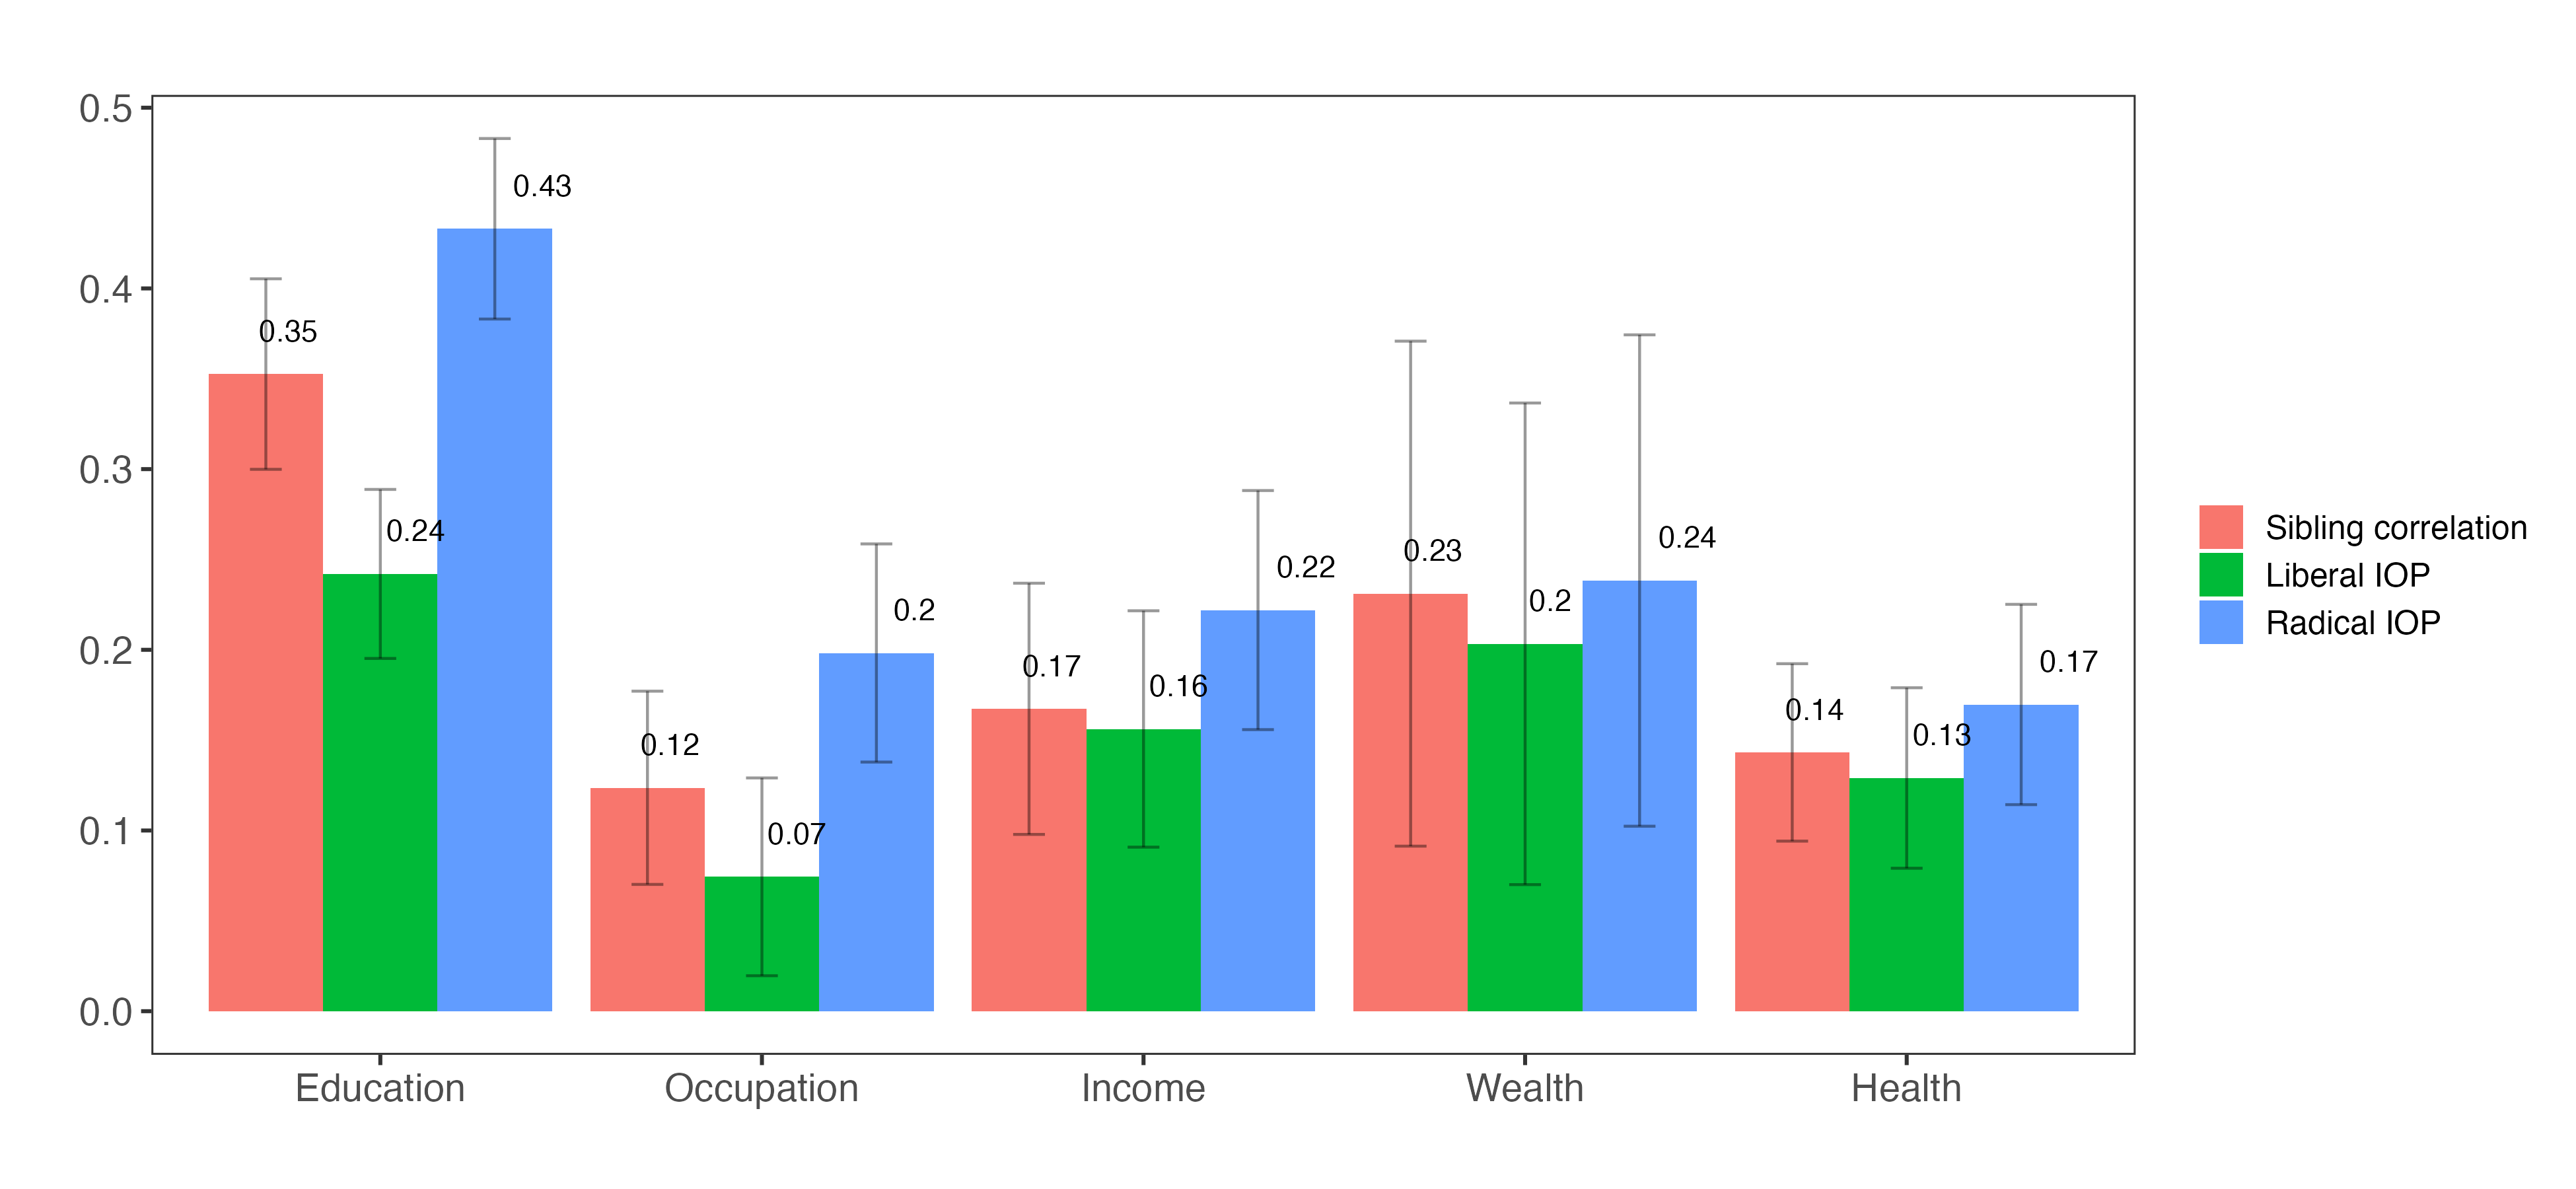 0.5
0.4
0.3
0.2
0.1
0.0
0.35
0.24
0.43
0.12
0.07
0.2
0.17
0.16
0.22
0.23
0.2
0.24
0.14
0.13
0.17
Education
Occupation
Income
Wealth
Health
Sibling correlation
Liberal IOP
Radical IOP